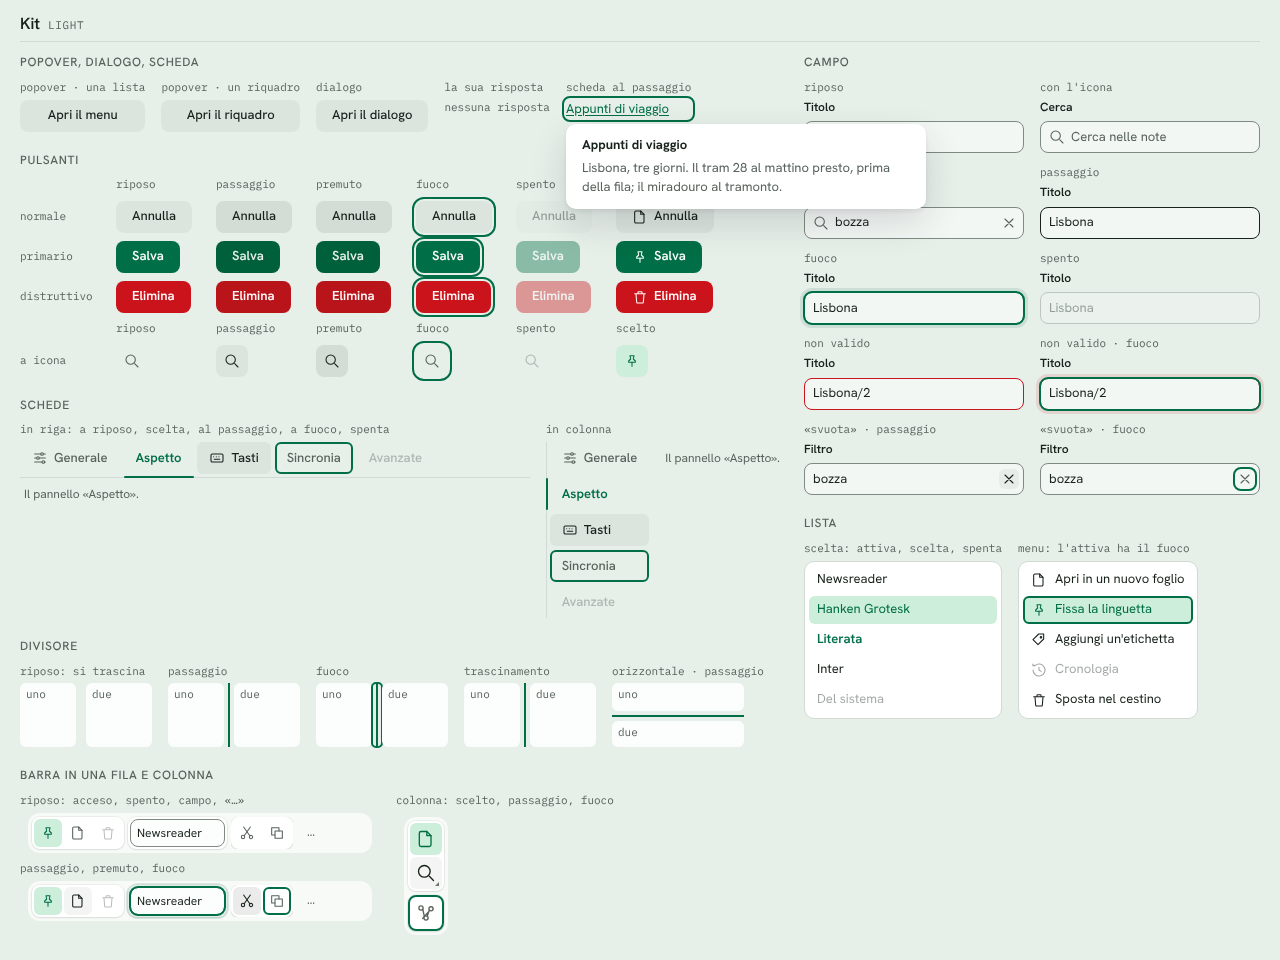 Kit LIGHT
POPOVER, DIALOGO, SCHEDA
popover · una lista
popover · un riquadro
dialogo
la sua risposta
scheda al passaggio
Apri il menu
Apri il riquadro
Apri il dialogo
nessuna risposta
Appunti di viaggio
Appunti di viaggio
Lisbona, tre giorni. Il tram 28 al mattino presto, prima
della fila; il miradouro al tramonto.
PULSANTI
riposo
passaggio
premuto
fuoco
spento
normale
Annulla
Annulla
Annulla
Annulla
Annulla
Annulla
primario
Salva
Salva
Salva
Salva
Salva
Salva
distruttivo
Elimina
Elimina
Elimina
Elimina
Elimina
Elimina
riposo
passaggio
premuto
fuoco
spento
scelto
a icona
SCHEDE
in riga: a riposo, scelta, al passaggio, a fuoco, spenta
Generale
Aspetto
Tasti
Sincronia
Avanzate
Il pannello «Aspetto».
in colonna
Generale
Aspetto
Tasti
Sincronia
Avanzate
Il pannello «Aspetto».
DIVISORE
riposo: si trascina
passaggio
fuoco
trascinamento
orizzontale · passaggio
uno
due
uno
due
uno
due
uno
due
uno
due
BARRA IN UNA FILA E COLONNA
riposo: acceso, spento, campo, «…»
Newsreader
…
passaggio, premuto, fuoco
Newsreader
…
colonna: scelto, passaggio, fuoco
CAMPO
riposo
Titolo
con l'icona
Cerca
Cerca nelle note
bozza
passaggio
Titolo
Lisbona
fuoco
Titolo
Lisbona
spento
Titolo
Lisbona
non valido
Titolo
Lisbona/2
non valido · fuoco
Titolo
Lisbona/2
«svuota» · passaggio
Filtro
bozza
«svuota» · fuoco
Filtro
bozza
LISTA
scelta: attiva, scelta, spenta
Newsreader
Hanken Grotesk
Literata
Inter
Del sistema
menu: l'attiva ha il fuoco
Apri in un nuovo foglio
Fissa la linguetta
Aggiungi un'etichetta
Cronologia
Sposta nel cestino